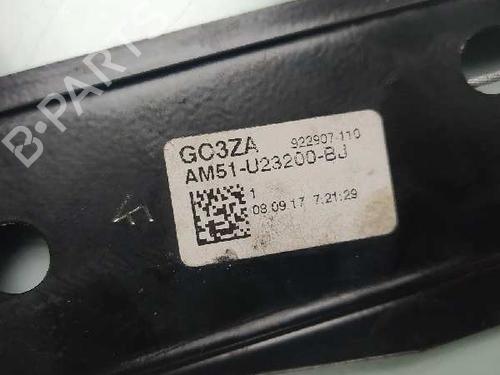 B-PARTS
GC3ZA 922907-110
AM51-U23200-BJ
1
08.09.17 7:21:29